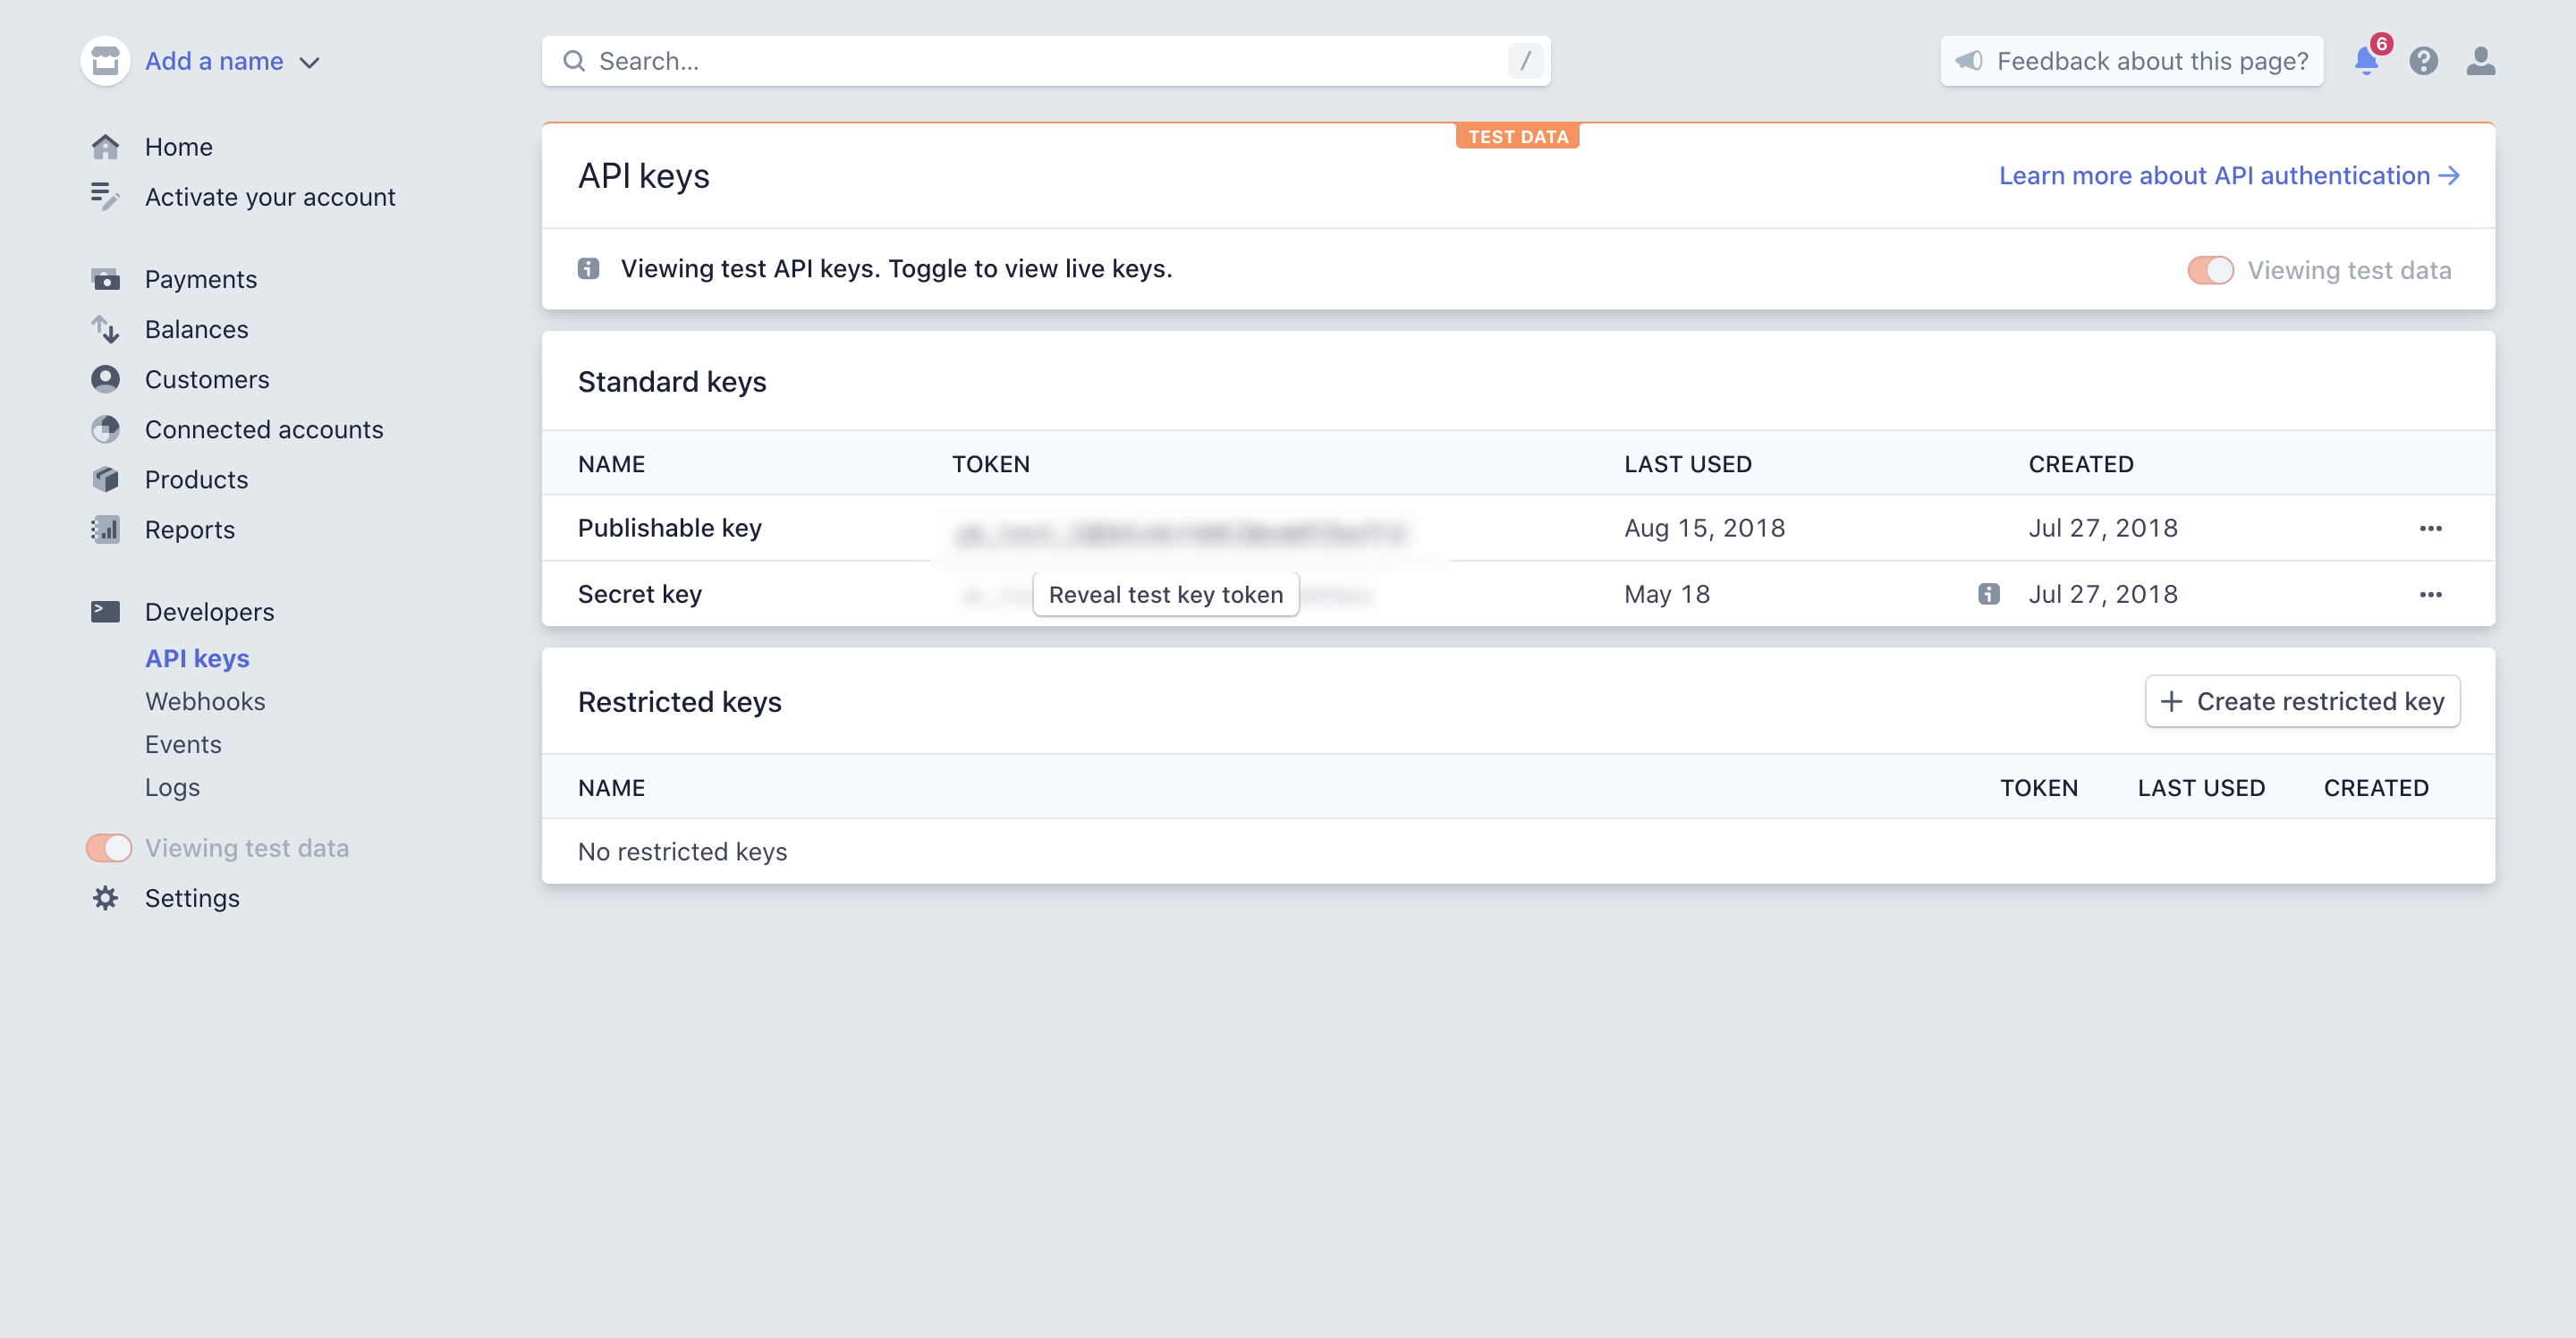 Add a name
Search...
/
Feedback about this page?
6
Home
Activate your account
Payments
Balances
Customers
Connected accounts
Products
Reports
Developers
API keys
Webhooks
Events
Logs
Viewing test data
Settings
TEST DATA
API keys
Learn more about API authentication
Viewing test API keys. Toggle to view live keys.
Viewing test data
Standard keys
NAME TOKEN LAST USED CREATED
Publishable key Aug 15, 2018 Jul 27, 2018
Secret key Reveal test key token May 18 Jul 27, 2018
Restricted keys
Create restricted key
NAME TOKEN LAST USED CREATED
No restricted keys